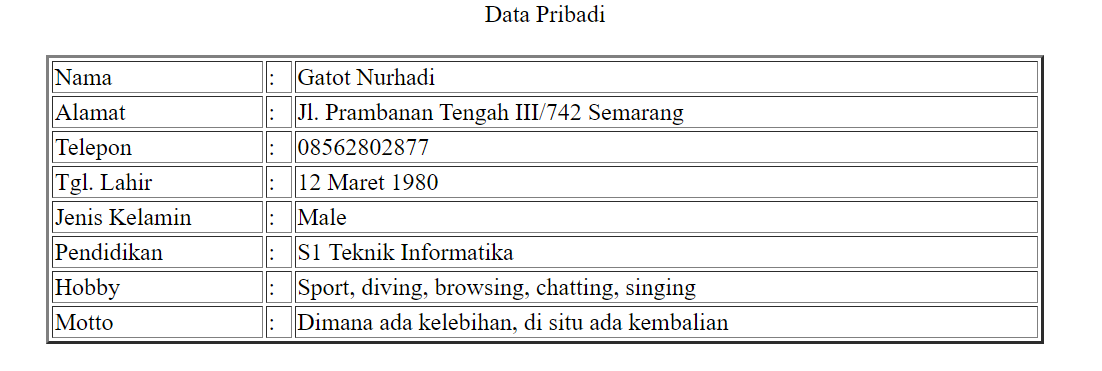 Data Pribadi
Nama : Gatot Nurhadi
Alamat : Jl. Prambanan Tengah III/742 Semarang
Telepon : 08562802877
Tgl. Lahir : 12 Maret 1980
Jenis Kelamin : Male
Pendidikan : S1 Teknik Informatika
Hobby : Sport, diving, browsing, chatting, singing
Motto : Dimana ada kelebihan, di situ ada kembalian